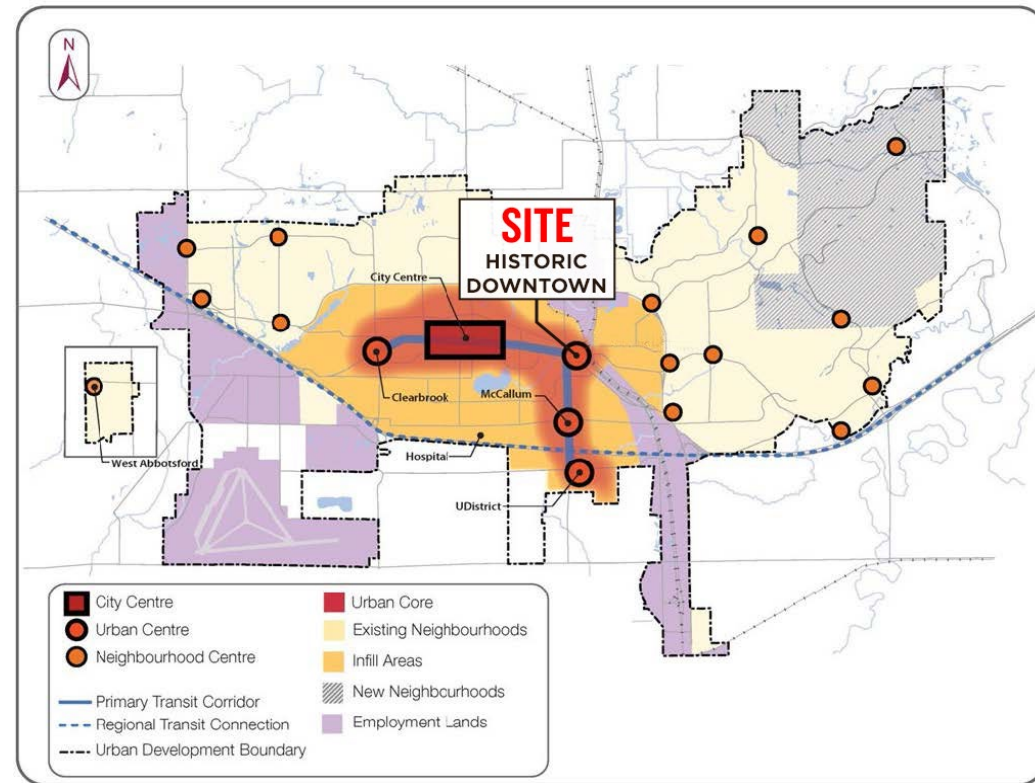 N
SITE
HISTORIC
DOWNTOWN
City Centre
Clearbrook
McCallum
Hospital
West Abbotsford
UDistrict
City Centre
Urban Centre
Neighbourhood Centre
Primary Transit Corridor
Regional Transit Connection
Urban Development Boundary
Urban Core
Existing Neighbourhoods
Infill Areas
New Neighbcurhoods
Employment Lands